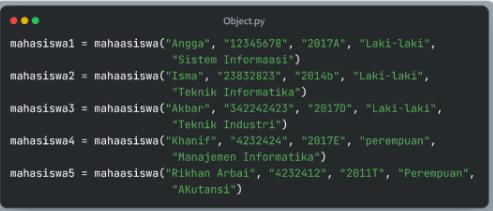 Object.py
mahasiswa1 = mahaasiswa("Angga", "12345678", "2017A", "Laki-laki",
"Sistem Informaasi")
mahasiswa2 = mahaasiswa("Isma", "23832823", "2014b", "Laki-laki",
"Teknik Informatika")
mahasiswa3 = mahaasiswa("Akbar", "342242423", "2017D", "Laki-laki",
"Teknik Industri")
mahasiswa4 = mahaasiswa("Khanif", "4232424", "2017E", "perempuan",
"Manajemen Informatika")
mahasiswa5 = mahaasiswa("Rikhan Arbai", "4232412", "2011T", "Perempuan",
"AKutansi")